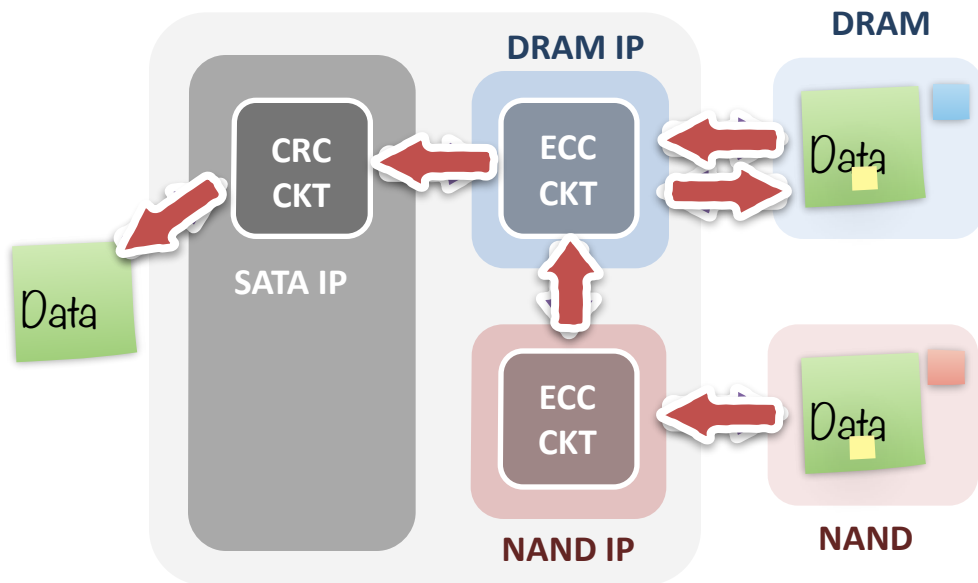 DRAM IP
DRAM
CRC
CKT
ECC
CKT
Data
SATA IP
Data
ECC
CKT
Data
NAND IP
NAND